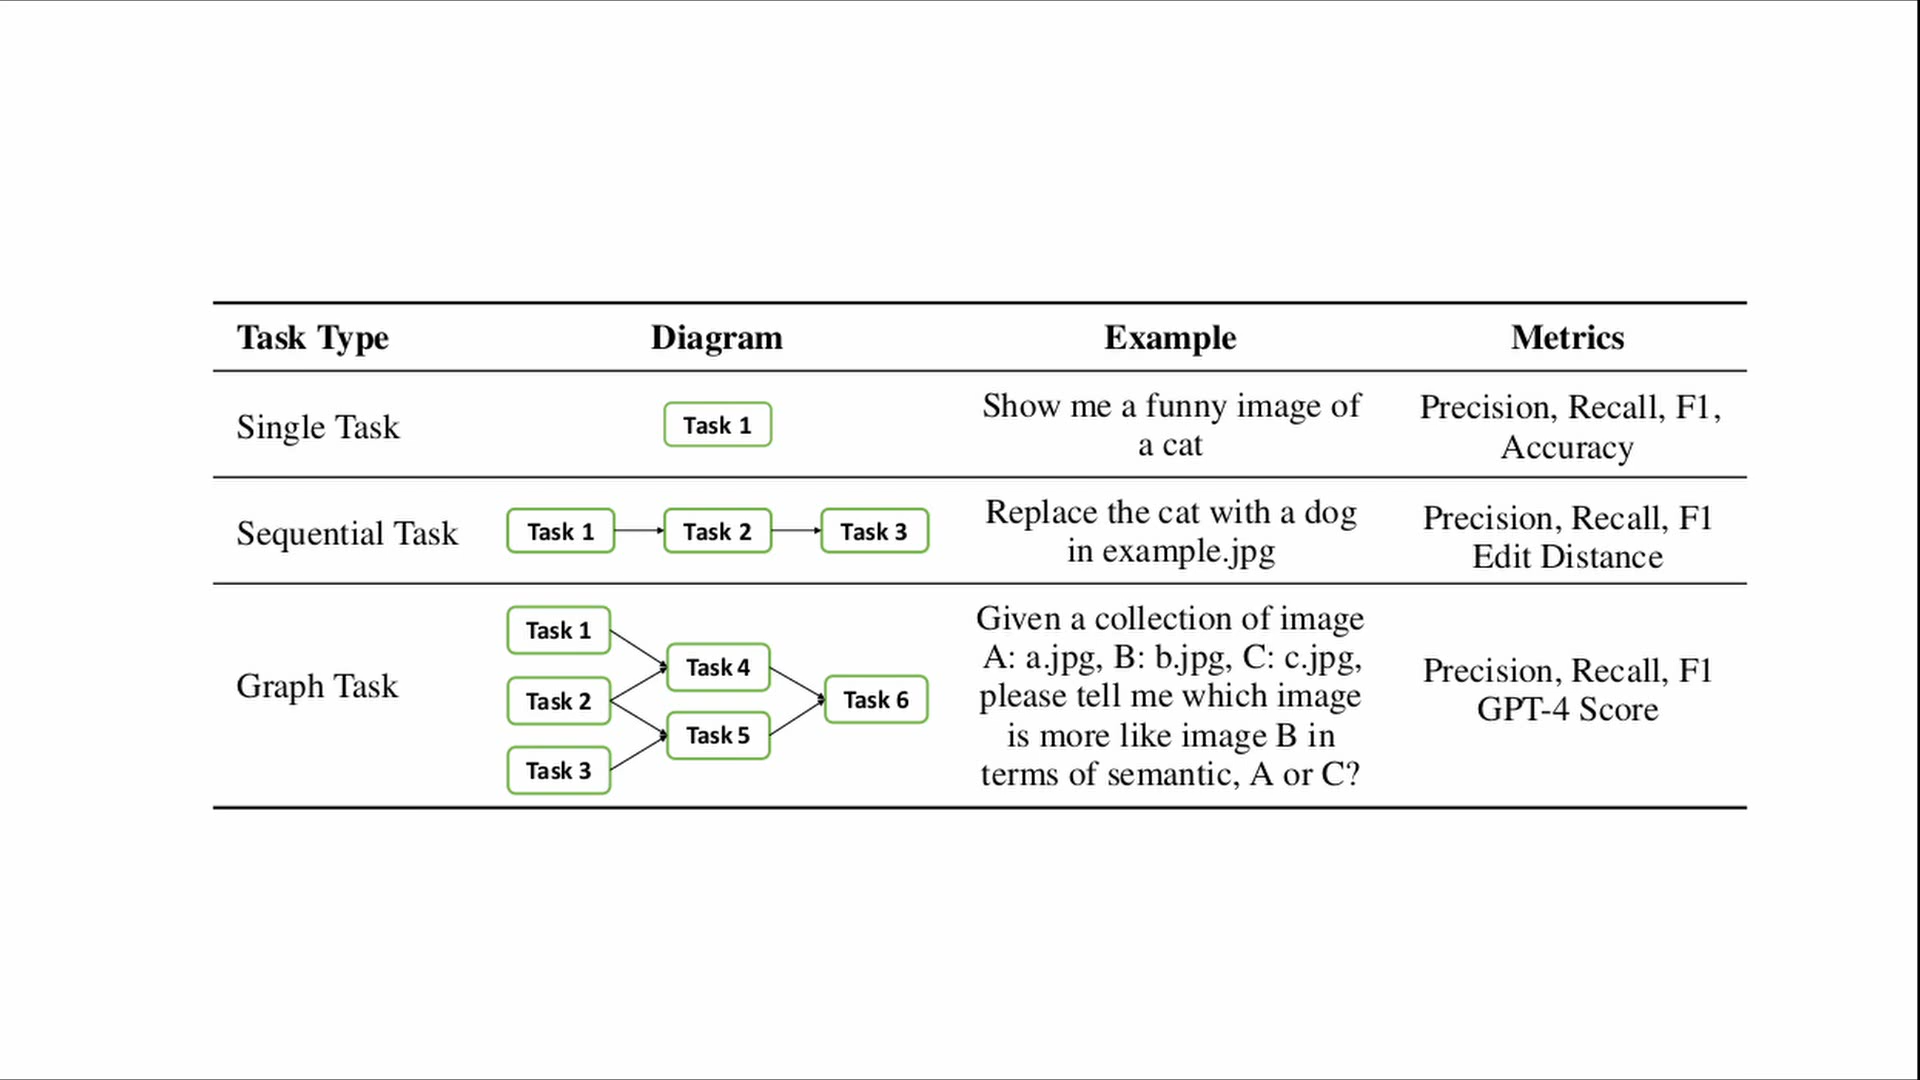 Task Type Diagram Example Metrics
Single Task
Task 1
Show me a funny image of
a cat
Precision, Recall, F1,
Accuracy
Sequential Task
Task 1 Task 2 Task 3
Replace the cat with a dog
in example.jpg
Precision, Recall, F1
Edit Distance
Graph Task
Task 1
Task 2
Task 3
Task 4
Task 5
Task 6
Given a collection of image
A: a.jpg, B: b.jpg, C: c.jpg,
please tell me which image
is more like image B in
terms of semantic, A or C?
Precision, Recall, F1
GPT-4 Score